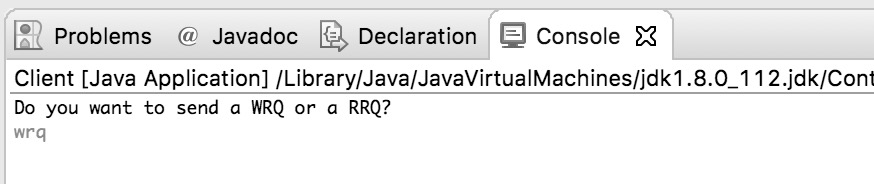 Problems @ Javadoc Declaration Console
Client [Java Application] /Library/Java/JavaVirtualMachines/jdk1.8.0_112.jdk/Cont
Do you want to send a WRQ or a RRQ?
wrq